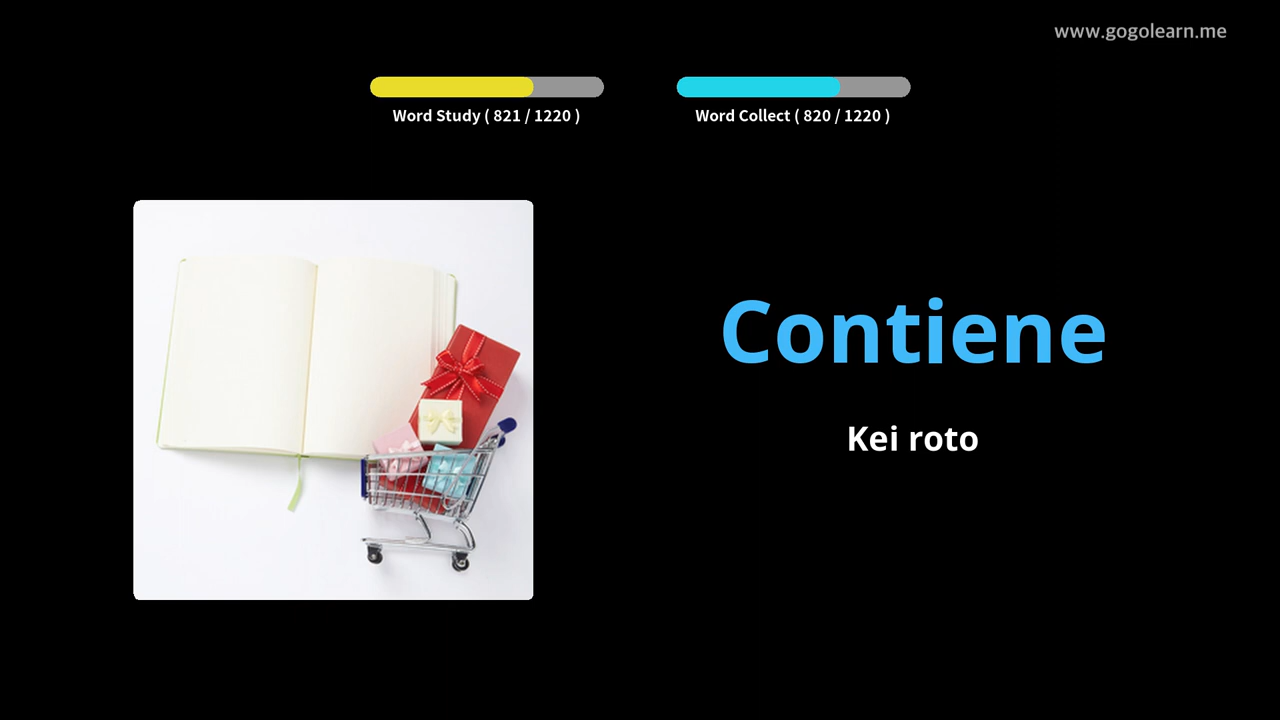 www.gogolearn.me
Word Study ( 821 / 1220 )
Word Collect ( 820 / 1220 )
Contiene
Kei roto